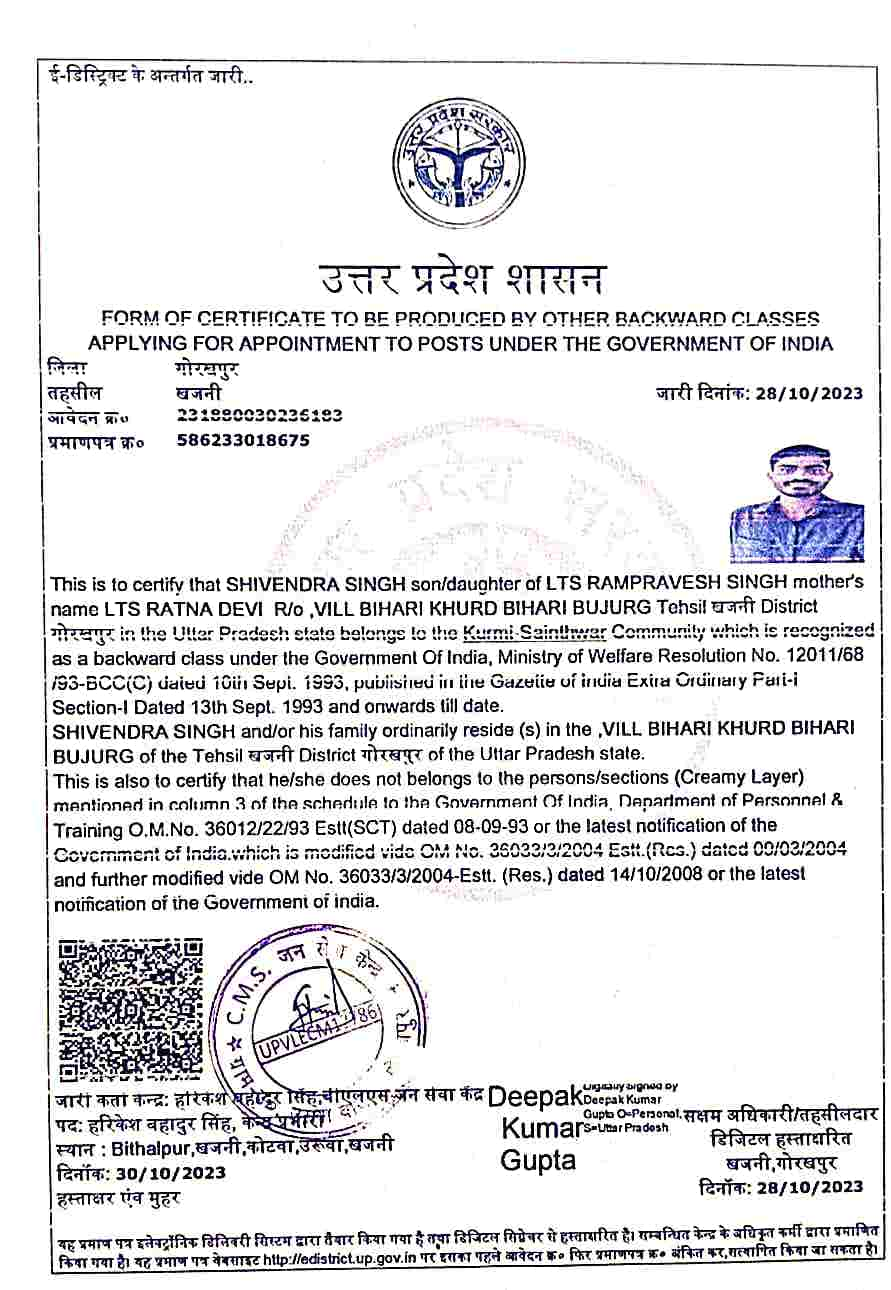 ई-डिस्ट्रिक्ट के अन्तर्गत जारी..
उत्तर प्रदेश सरकार
उत्तर प्रदेश शासन
FORM OF CERTIFICATE TO BE PRODUCED BY OTHER BACKWARD CLASSES
APPLYING FOR APPOINTMENT TO POSTS UNDER THE GOVERNMENT OF INDIA
जिला गोरखपुर
तहसील खजनी जारी दिनांक: 28/10/2023
आवेदन क्र० 231880030236183
प्रमाणपत्र क्र० 586233018675
This is to certify that SHIVENDRA SINGH son/daughter of LTS RAMPRAVESH SINGH mother's
name LTS RATNA DEVI R/o ,VILL BIHARI KHURD BIHARI BUJURG Tehsil खजनी District
गोरखपुर in the Uttar Pradesh state belongs to the Kurmi-Sainthwar Community which is recognized
as a backward class under the Government Of India, Ministry of Welfare Resolution No. 12011/68
/93-BCC(C) dated 10th Sept. 1993, published in the Gazette of India Extra Ordinary Part-I
Section-I Dated 13th Sept. 1993 and onwards till date.
SHIVENDRA SINGH and/or his family ordinarily reside (s) in the ,VILL BIHARI KHURD BIHARI
BUJURG of the Tehsil खजनी District गोरखपुर of the Uttar Pradesh state.
This is also to certify that he/she does not belongs to the persons/sections (Creamy Layer)
mentioned in column 3 of the schedule to the Government Of India, Department of Personnel &
Training O.M.No. 36012/22/93 Estt(SCT) dated 08-09-93 or the latest notification of the
Government of India.which is modified vide OM No. 36033/3/2004 Estt.(Res.) dated 09/03/2004
and further modified vide OM No. 36033/3/2004-Estt. (Res.) dated 14/10/2008 or the latest
notification of the Government of India.
C.M.S. जन सेवा केन्द्र
जारी कर्ता केन्द्र: हरिकेश बहादुर सिंह,सीएलएस जन सेवा केंद्र
पद: हरिकेश बहादुर सिंह, केन्द्र प्रभारी
स्थान : Bithalpur,खजनी,कोटवा,उरूवा,खजनी
दिनाँक: 30/10/2023
हस्ताक्षर एंव मुहर
Deepak Kumar Gupta
Digitally signed by
Deepak Kumar
Gupta O=Personal,
S=Uttar Pradesh
सक्षम अधिकारी/तहसीलदार
डिजिटल हस्ताक्षरित
खजनी,गोरखपुर
दिनाँक: 28/10/2023
यह प्रमाण पत्र इलेक्ट्रॉनिक डिलिवरी सिस्टम द्वारा तैयार किया गया है तथा डिजिटल सिग्नेचर से हस्ताक्षरित है। सम्बन्धित केन्द्र के अधिकृत कर्मी द्वारा प्रमाणित
किया गया है। यह प्रमाण पत्र वेबसाइट http://edistrict.up.gov.in पर इसका पहले आवेदन क्र० फिर प्रमाणपत्र क्र० अंकित कर,सत्यापित किया जा सकता है।